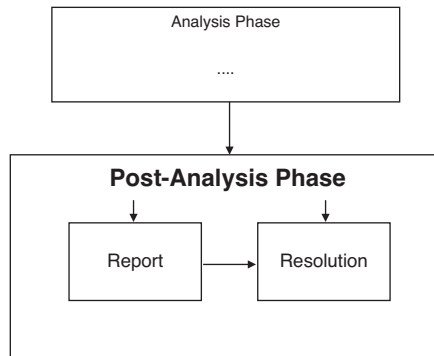 Analysis Phase
....
Post-Analysis Phase
Report
Resolution